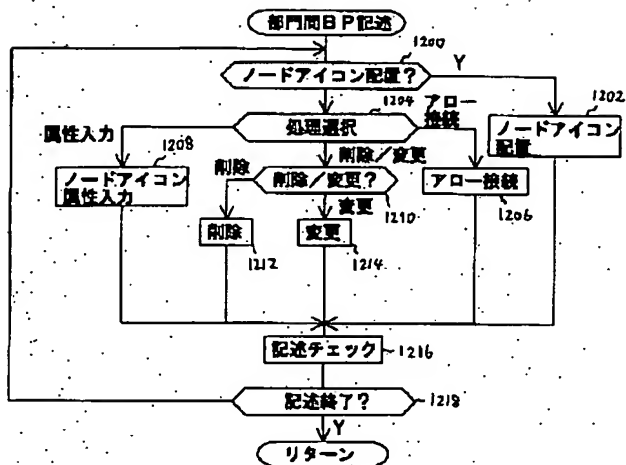 部門間BP記述
1200
ノードアイコン配置?
Y
1204
アロー
接続
1202
処理選択
ノードアイコン
配置
属性入力
1208
削除/変更
ノードアイコン
属性入力
削除
削除/変更?
アロー接続
変更
1210
1206
削除
変更
1212
1214
記述チェック
1216
記述終了?
1218
Y
リターン